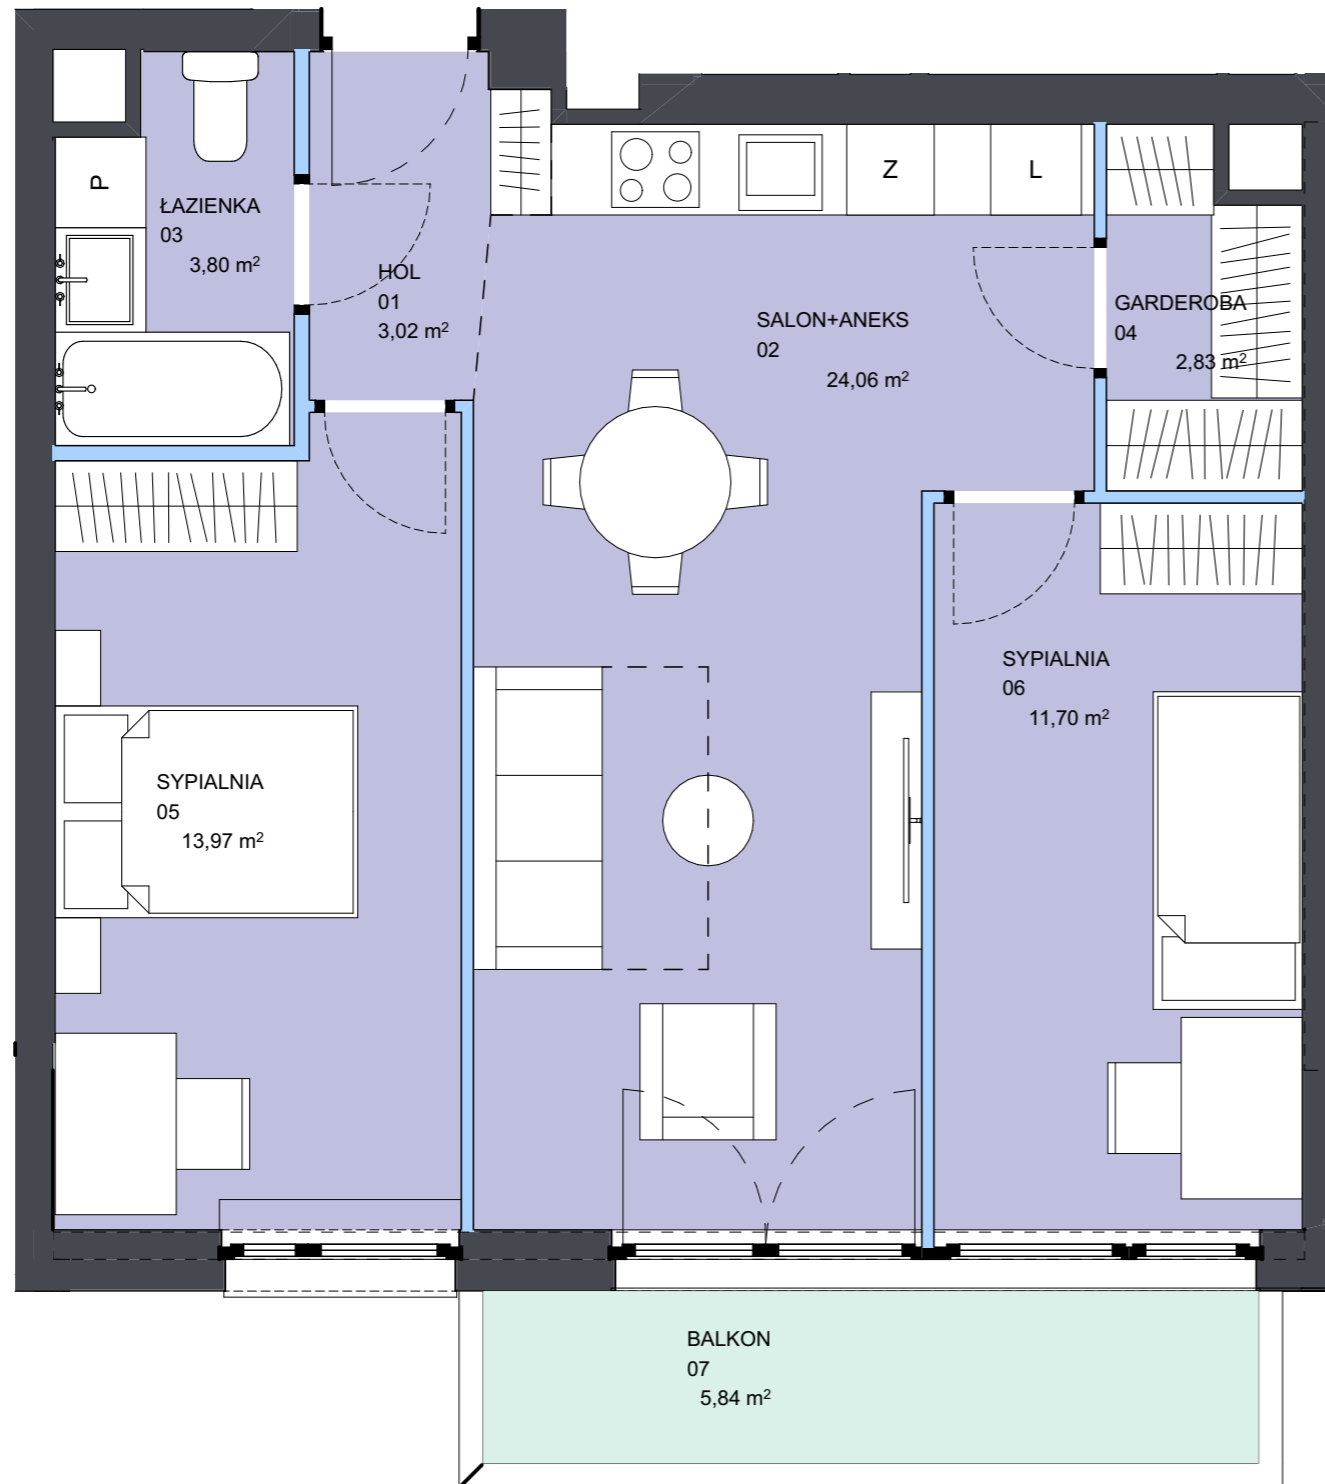 P
ŁAZIENKA
03
3,80 m²
HOL
01
3,02 m²
Z
L
SALON+ANEKS
02
24,06 m²
GARDEROBA
04
2,83 m²
SYPIALNIA
05
13,97 m²
SYPIALNIA
06
11,70 m²
BALKON
07
5,84 m²